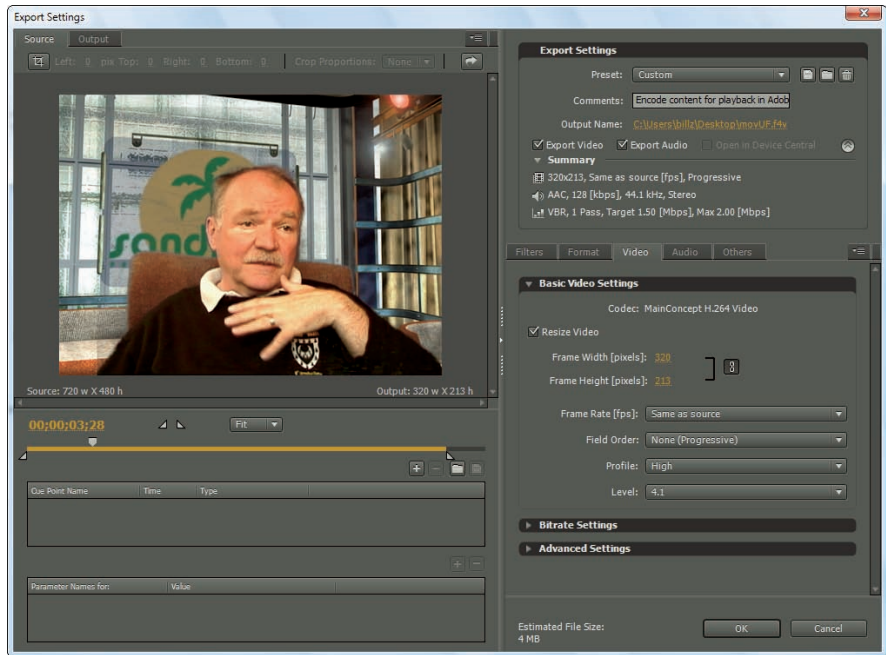 Export Settings
Source Output
Left: 0 pix Top: 0 Right: 0 Bottom: 0 Crop Proportions: None
sand
Source: 720 w X 480 h Output: 320 w X 213 h
00;00;03;28 Fit
Cue Point Name Time Type
Parameter Names for: Value
Export Settings
Preset: Custom
Comments: Encode content for playback in Adob
Output Name: C:\Users\billz\Desktop\movUF.f4v
Export Video Export Audio Open in Device Central
Summary
320x213, Same as source [fps], Progressive
AAC, 128 [kbps], 44.1 kHz, Stereo
VBR, 1 Pass, Target 1.50 [Mbps], Max 2.00 [Mbps]
Filters Format Video Audio Others
Basic Video Settings
Codec: MainConcept H.264 Video
Resize Video
Frame Width [pixels]: 320
Frame Height [pixels]: 213
Frame Rate [fps]: Same as source
Field Order: None (Progressive)
Profile: High
Level: 4.1
Bitrate Settings
Advanced Settings
Estimated File Size:
4 MB
OK Cancel